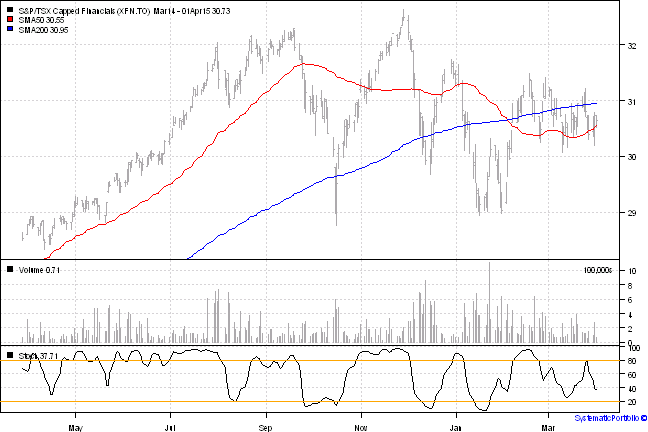 S&P/TSX Capped Financials (XFN.TO) Mar14 - 01Apr15 30.73
SMA50 30.55
SMA200 30.95
32
31
30
29
Volume 0.71
100,000s
10
8
6
4
2
0
Stoch 37.71
100
80
60
40
20
May Jul Sep Nov Jan Mar
SystematicPortfolio ©